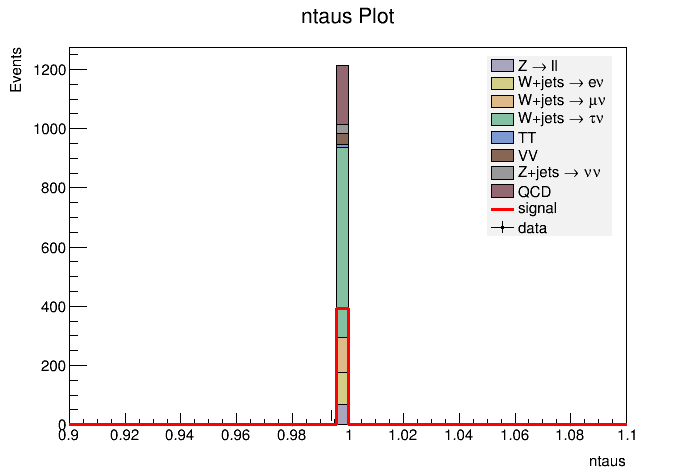 ntaus Plot
Events
1200
1000
800
600
400
200
0
0.9 0.92 0.94 0.96 0.98 1 1.02 1.04 1.06 1.08 1.1
ntaus
Z → ll
W+jets → eν
W+jets → μν
W+jets → τν
TT
VV
Z+jets → νν
QCD
signal
data